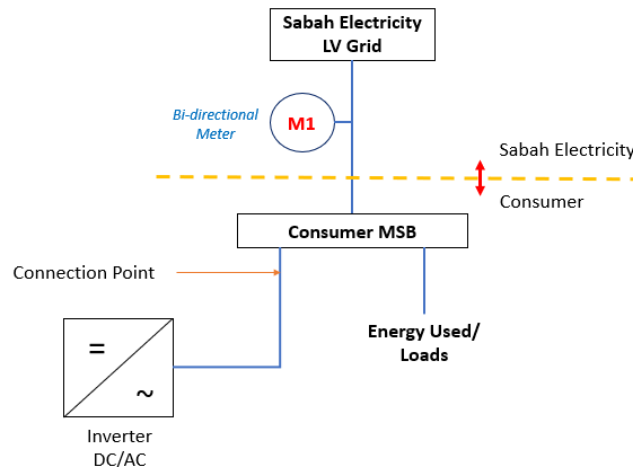 Sabah Electricity
LV Grid
Bi-directional
Meter
M1
Sabah Electricity
Consumer
Consumer MSB
Connection Point
Energy Used/
Loads
=
~
Inverter
DC/AC